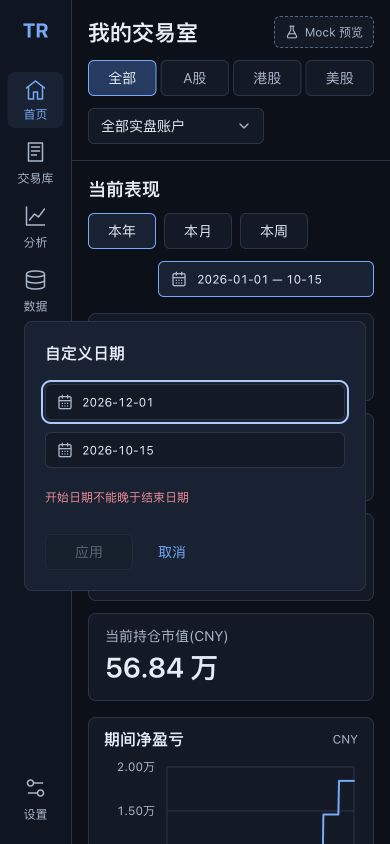 TR
我的交易室
Mock 预览
全部
A股
港股
美股
全部实盘账户
首页
交易库
分析
数据
设置
当前表现
本年
本月
本周
2026-01-01 — 10-15
自定义日期
2026-12-01
2026-10-15
开始日期不能晚于结束日期
应用
取消
当前持仓市值(CNY)
56.84 万
期间净盈亏
CNY
2.00万
1.50万